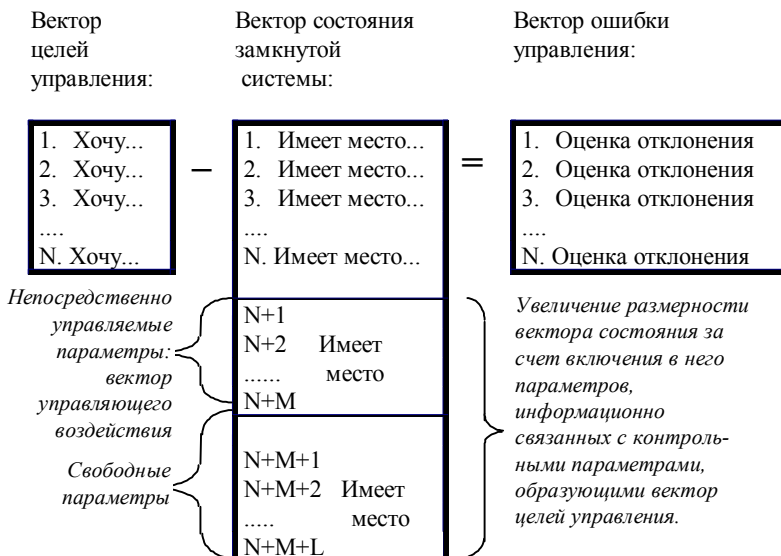 Вектор
целей
управления:
Вектор состояния
замкнутой
системы:
Вектор ошибки
управления:
1. Хочу...
2. Хочу...
3. Хочу...
....
N. Хочу...
–
1. Имеет место...
2. Имеет место...
3. Имеет место...
....
N. Имеет место...
=
1. Оценка отклонения
2. Оценка отклонения
3. Оценка отклонения
....
N. Оценка отклонения
Непосредственно
управляемые
параметры:
вектор
управляющего
воздействия
N+1
N+2 Имеет
...... место
N+M
Свободные
параметры
N+M+1
N+M+2 Имеет
..... место
N+M+L
Увеличение размерности
вектора состояния за
счет включения в него
параметров,
информационно
связанных с контроль-
ными параметрами,
образующими вектор
целей управления.